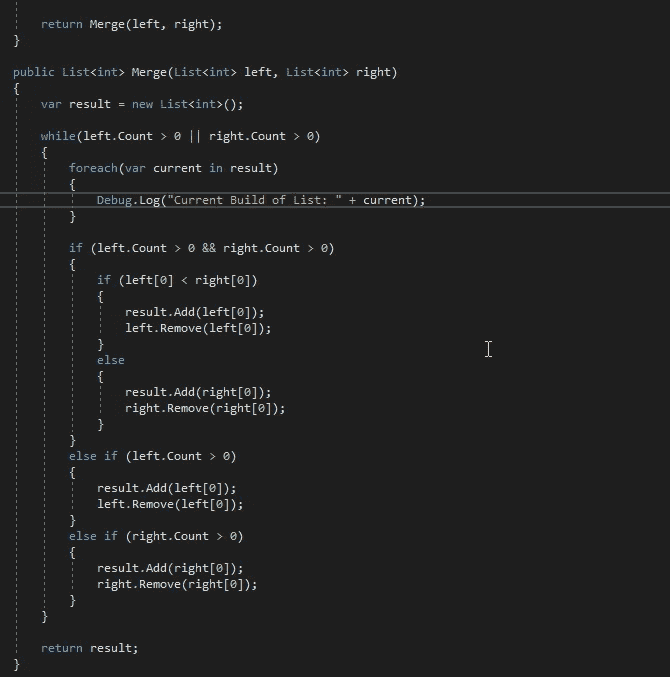 return Merge(left, right);
}
public List<int> Merge(List<int> left, List<int> right)
{
var result = new List<int>();
while(left.Count > 0 || right.Count > 0)
{
foreach(var current in result)
{
Debug.Log("Current Build of List: " + current);
}
if (left.Count > 0 && right.Count > 0)
{
if (left[0] < right[0])
{
result.Add(left[0]);
left.Remove(left[0]);
}
else
{
result.Add(right[0]);
right.Remove(right[0]);
}
}
else if (left.Count > 0)
{
result.Add(left[0]);
left.Remove(left[0]);
}
else if (right.Count > 0)
{
result.Add(right[0]);
right.Remove(right[0]);
}
}
return result;
}